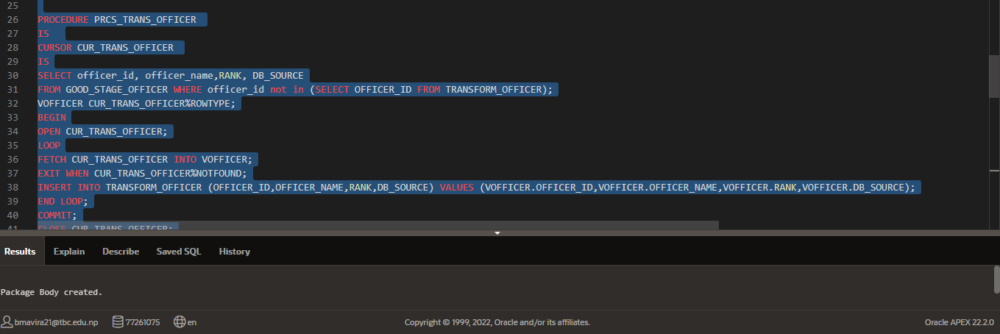 25
26 PROCEDURE PRCS_TRANS_OFFICER
27 IS
28 CURSOR CUR_TRANS_OFFICER
29 IS
30 SELECT officer_id, officer_name,RANK, DB_SOURCE
31 FROM GOOD_STAGE_OFFICER WHERE officer_id not in (SELECT OFFICER_ID FROM TRANSFORM_OFFICER);
32 VOFFICER CUR_TRANS_OFFICER%ROWTYPE;
33 BEGIN
34 OPEN CUR_TRANS_OFFICER;
35 LOOP
36 FETCH CUR_TRANS_OFFICER INTO VOFFICER;
37 EXIT WHEN CUR_TRANS_OFFICER%NOTFOUND;
38 INSERT INTO TRANSFORM_OFFICER (OFFICER_ID,OFFICER_NAME,RANK,DB_SOURCE) VALUES (VOFFICER.OFFICER_ID,VOFFICER.OFFICER_NAME,VOFFICER.RANK,VOFFICER.DB_SOURCE);
39 END LOOP;
40 COMMIT;
41 CLOSE CUR_TRANS_OFFICER;
Results Explain Describe Saved SQL History
Package Body created.
bmavira21@tbc.edu.np 77261075 en Copyright © 1999, 2022, Oracle and/or its affiliates. Oracle APEX 22.2.0